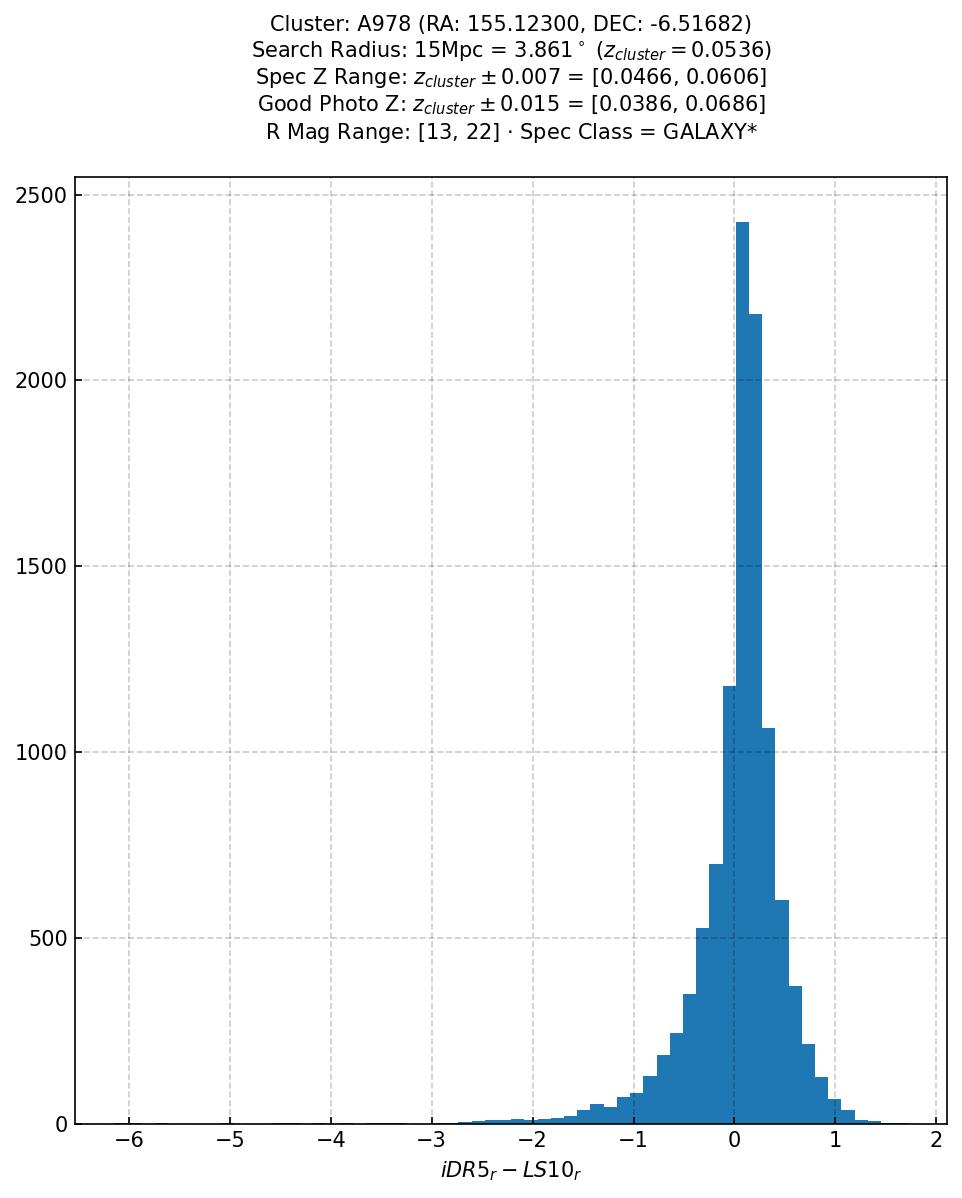 Cluster: A978 (RA: 155.12300, DEC: -6.51682)
Search Radius: 15Mpc = 3.861° (z_cluster = 0.0536)
Spec Z Range: z_cluster ± 0.007 = [0.0466, 0.0606]
Good Photo Z: z_cluster ± 0.015 = [0.0386, 0.0686]
R Mag Range: [13, 22] · Spec Class = GALAXY*
2500
2000
1500
1000
500
0
−6 −5 −4 −3 −2 −1 0 1 2
iDR5_r − LS10_r